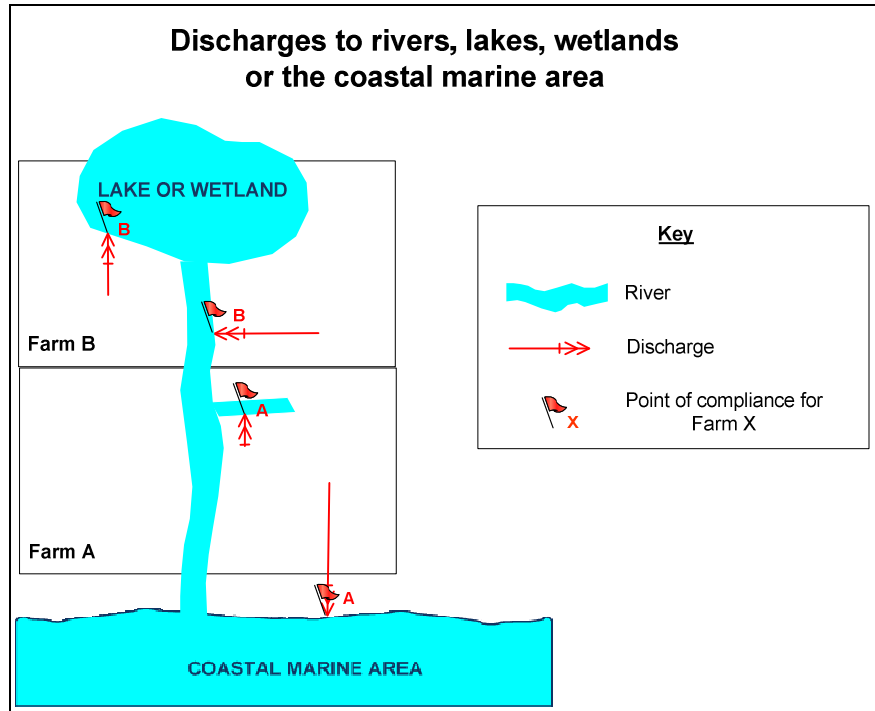 Discharges to rivers, lakes, wetlands
or the coastal marine area
LAKE OR WETLAND
B
B
Farm B
A
Farm A
A
COASTAL MARINE AREA
Key
River
Discharge
Point of compliance for
Farm X
X